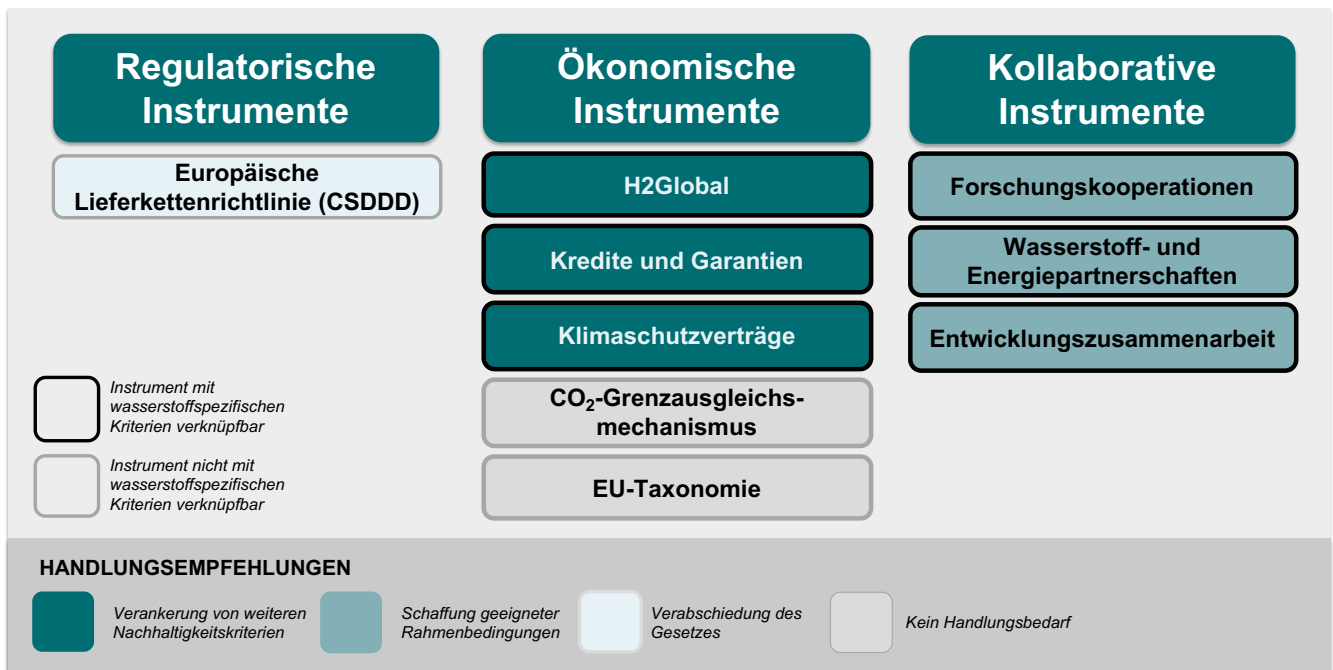 Regulatorische
Instrumente
Europäische
Lieferkettenrichtlinie (CSDDD)
Ökonomische
Instrumente
H2Global
Kredite und Garantien
Klimaschutzverträge
CO₂-Grenzausgleichs-
mechanismus
EU-Taxonomie
Kollaborative
Instrumente
Forschungskooperationen
Wasserstoff- und
Energiepartnerschaften
Entwicklungszusammenarbeit
Instrument mit
wasserstoffspezifischen
Kriterien verknüpfbar
Instrument nicht mit
wasserstoffspezifischen
Kriterien verknüpfbar
HANDLUNGSEMPFEHLUNGEN
Verankerung von weiteren
Nachhaltigkeitskriterien
Schaffung geeigneter
Rahmenbedingungen
Verabschiedung des
Gesetzes
Kein Handlungsbedarf